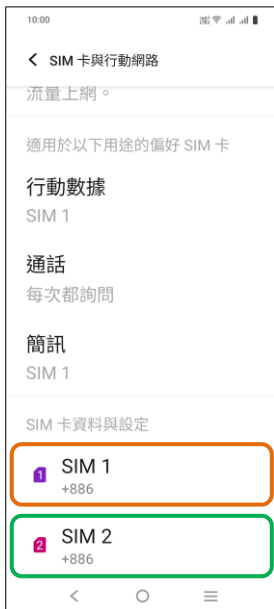 10:00
SIM 卡與行動網路
流量上網。
適用於以下用途的偏好 SIM 卡
行動數據
SIM 1
通話
每次都詢問
簡訊
SIM 1
SIM 卡資料與設定
1 SIM 1
+886
2 SIM 2
+886